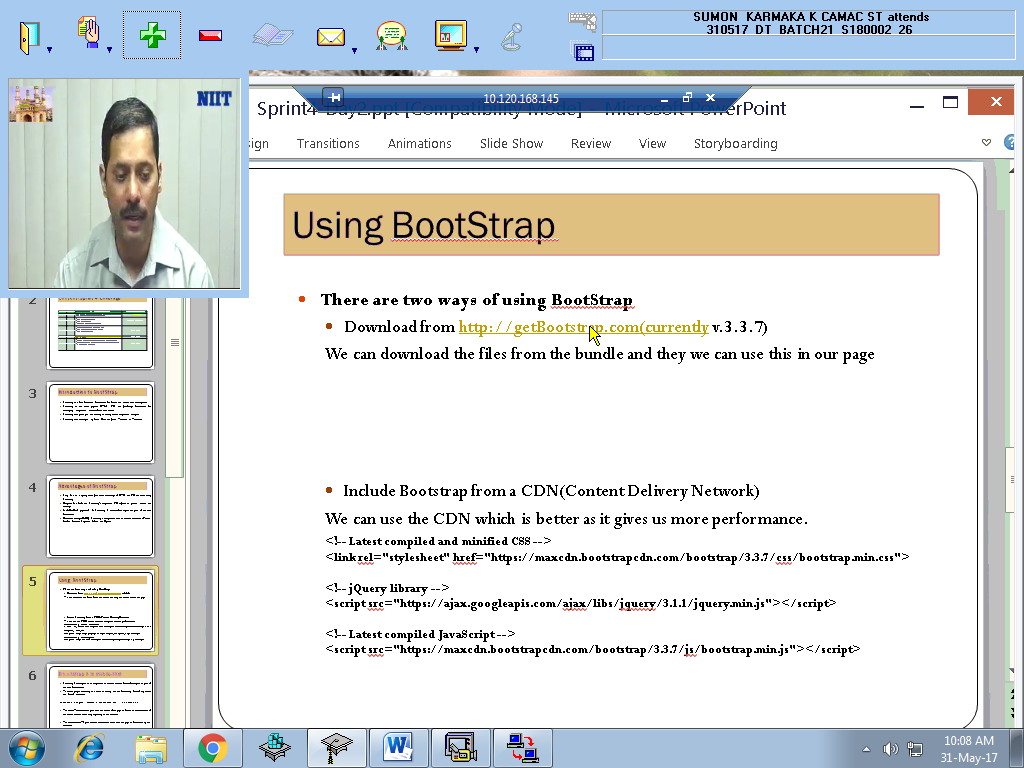 SUMON KARMAKA K CAMAC ST attends
310517_DT_BATCH21_S180002_26
NIIT
10.120.168.145
Sprint4-Day2.ppt [Compatibility Mode] - Microsoft PowerPoint
sign Transitions Animations Slide Show Review View Storyboarding
Using BootStrap
There are two ways of using BootStrap
Download from http://getBootstrap.com(currently v.3.3.7)
We can download the files from the bundle and they we can use this in our page
Include Bootstrap from a CDN(Content Delivery Network)
We can use the CDN which is better as it gives us more performance.
<!-- Latest compiled and minified CSS -->
<link rel="stylesheet" href="https://maxcdn.bootstrapcdn.com/bootstrap/3.3.7/css/bootstrap.min.css">
<!-- jQuery library -->
<script src="https://ajax.googleapis.com/ajax/libs/jquery/3.1.1/jquery.min.js"></script>
<!-- Latest compiled JavaScript -->
<script src="https://maxcdn.bootstrapcdn.com/bootstrap/3.3.7/js/bootstrap.min.js"></script>
2
3
Introduction to BootStrap
4
Advantages of BootStrap
5
Using BootStrap
6
10:08 AM
31-May-17